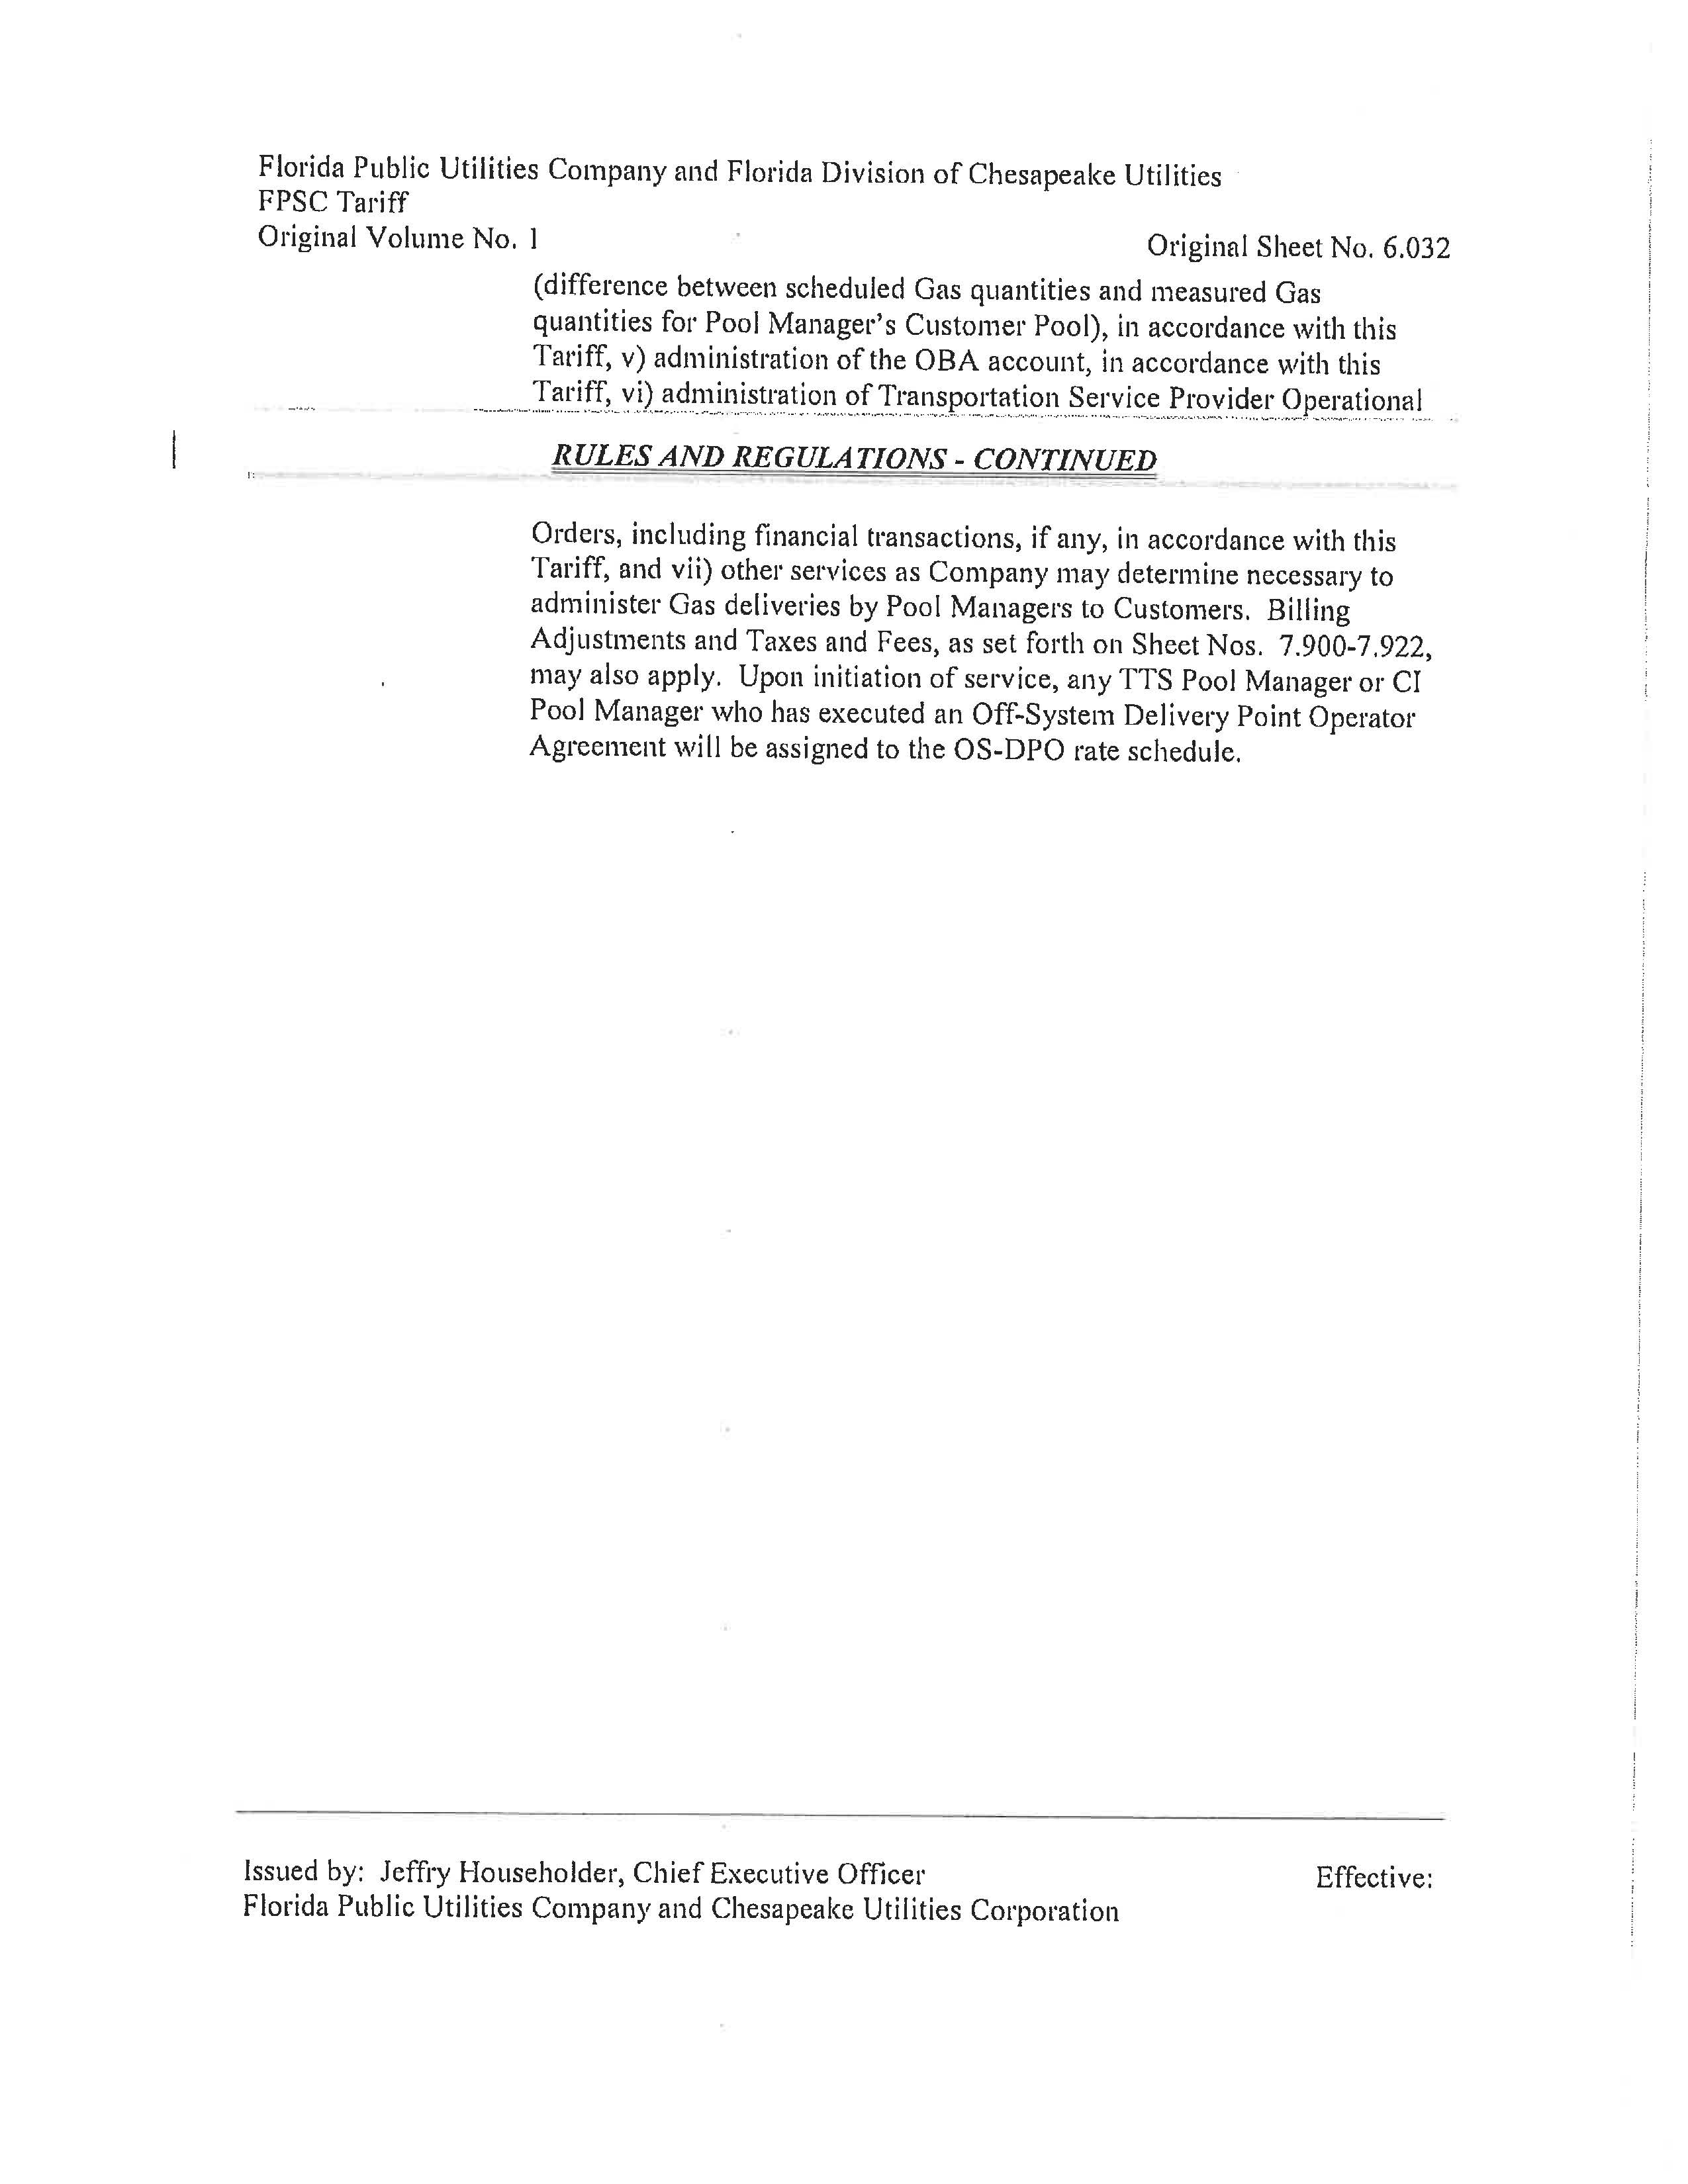 Florida Public Utilities Company and Florida Division of Chesapeake Utilities
FPSC Tariff
Original Volume No. 1
Original Sheet No. 6.032
(difference between scheduled Gas quantities and measured Gas
quantities for Pool Manager's Customer Pool), in accordance with this
Tariff, v) administration of the OBA account, in accordance with this
Tariff, vi) administration of Transportation Service Provider Operational
RULES AND REGULATIONS - CONTINUED
Orders, including financial transactions, if any, in accordance with this
Tariff, and vii) other services as Company may determine necessary to
administer Gas deliveries by Pool Managers to Customers. Billing
Adjustments and Taxes and Fees, as set forth on Sheet Nos. 7.900-7.922,
may also apply. Upon initiation of service, any TTS Pool Manager or CI
Pool Manager who has executed an Off-System Delivery Point Operator
Agreement will be assigned to the OS-DPO rate schedule.
Issued by: Jeffry Householder, Chief Executive Officer
Effective:
Florida Public Utilities Company and Chesapeake Utilities Corporation